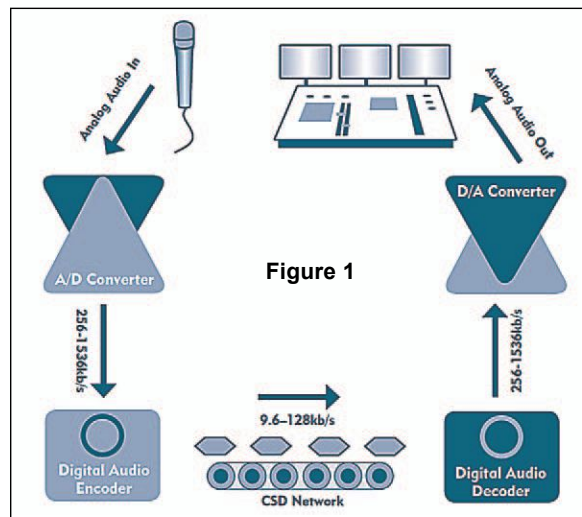 Analog Audio In
Analog Audio Out
A/D Converter
D/A Converter
Figure 1
256-1536kb/s
256-1536kb/s
9.6–128kb/s
Digital Audio
Encoder
CSD Network
Digital Audio
Decoder